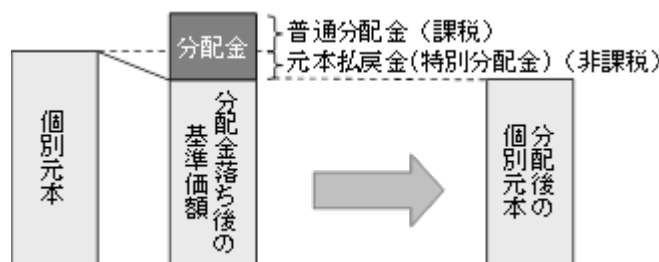 分配金
普通分配金（課税）
元本払戻金(特別分配金)（非課税）
個別元本
分配金落ち後の
基準価額
分配後の
個別元本